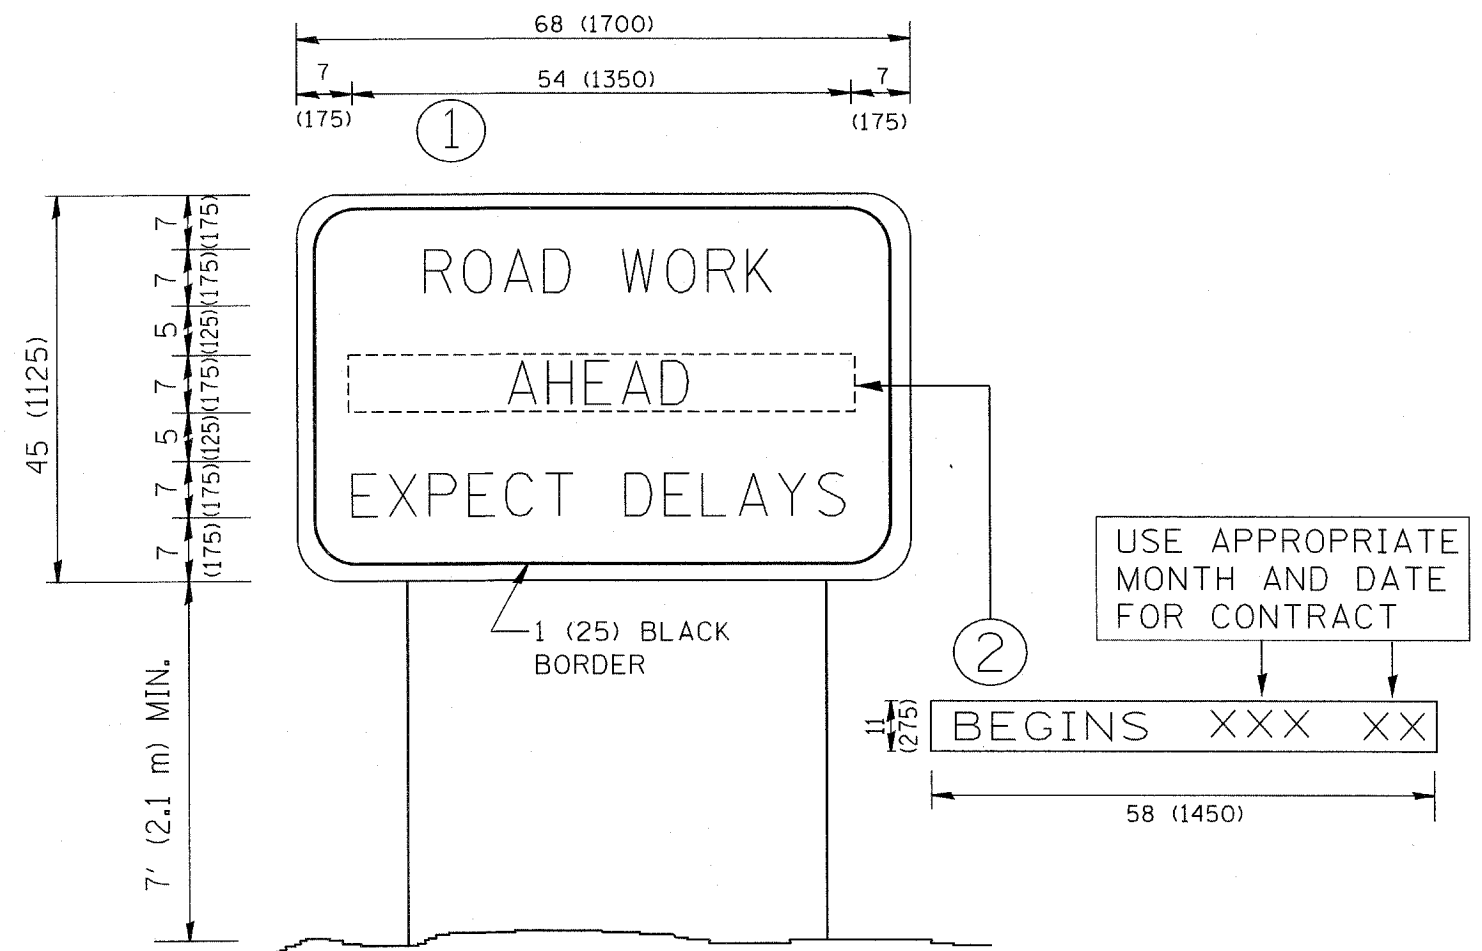 68 (1700)
7
54 (1350)
7
(175)
(175)
1
45 (1125)
7
(175)
7
(175)
5
(125)
7
(175)
5
(125)
7
(175)
7
(175)
ROAD WORK
AHEAD
EXPECT DELAYS
1 (25) BLACK
BORDER
7' (2.1 m) MIN.
2
USE APPROPRIATE
MONTH AND DATE
FOR CONTRACT
11
(275)
BEGINS XXX XX
58 (1450)